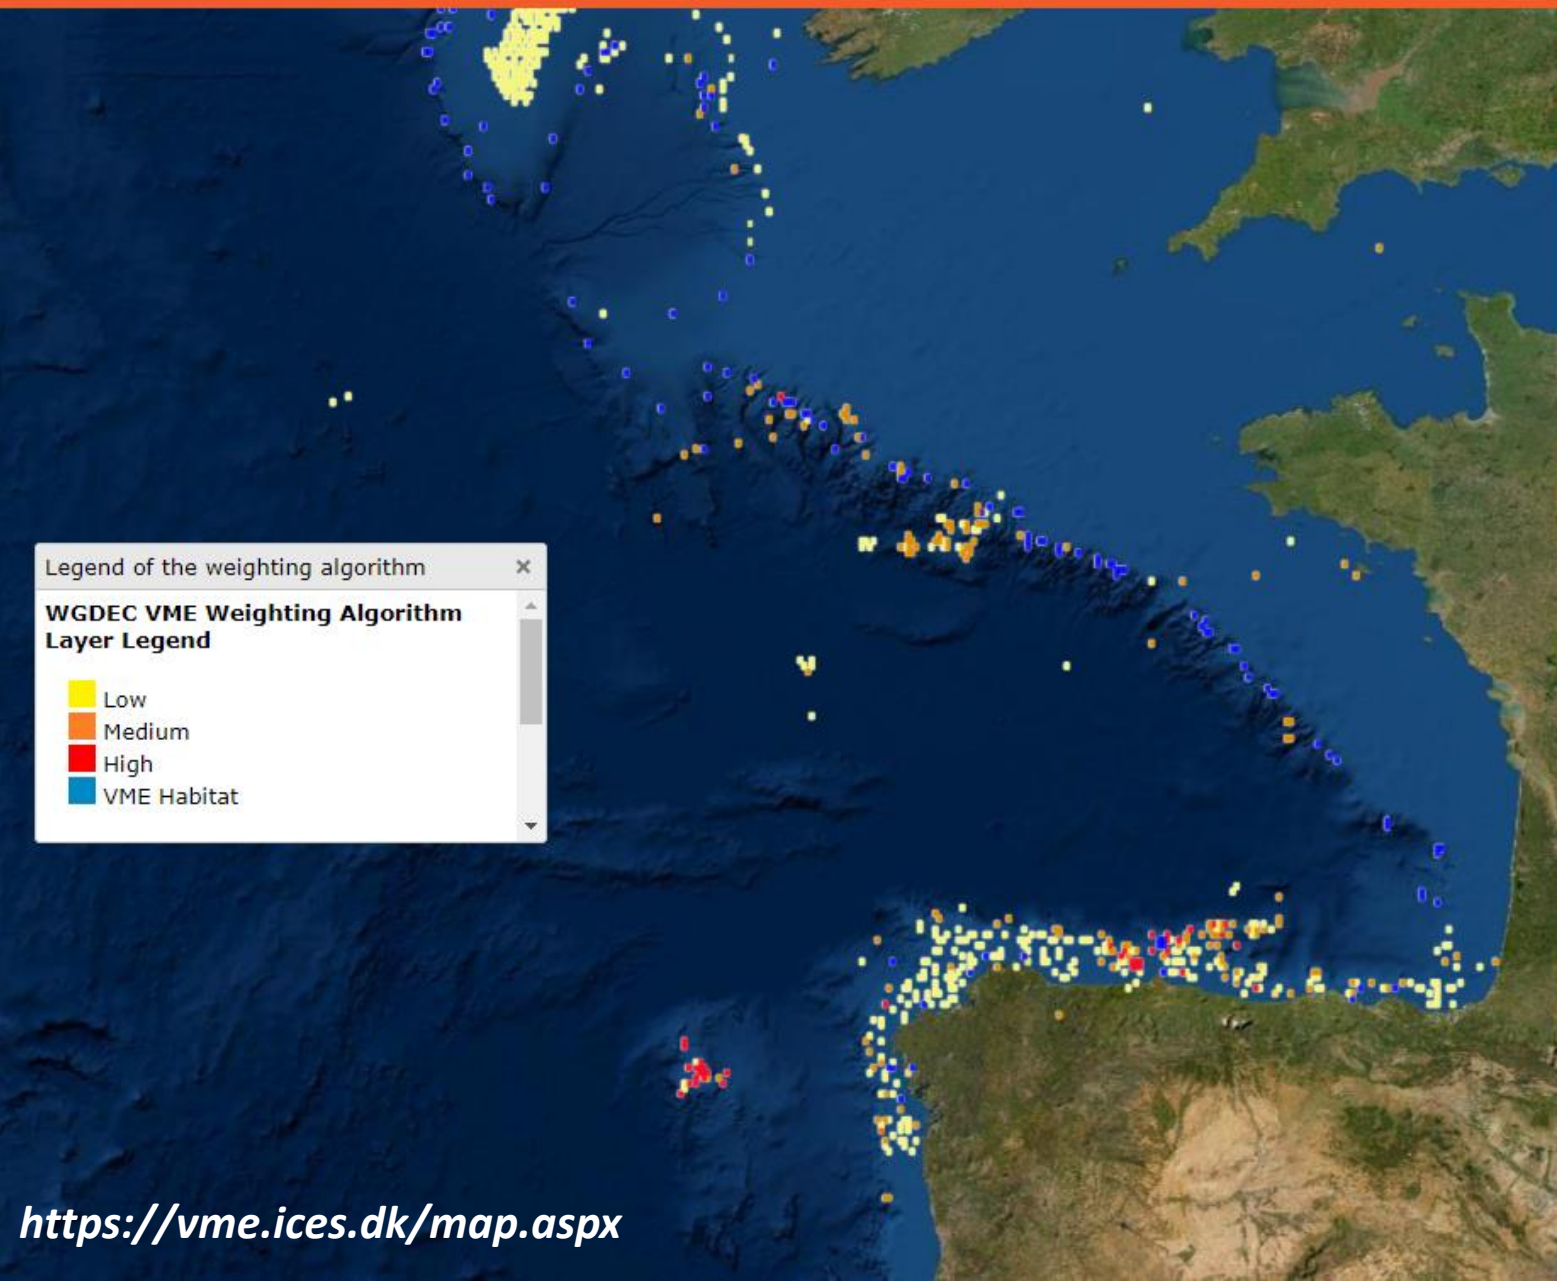 Legend of the weighting algorithm
WGDEC VME Weighting Algorithm
Layer Legend
Low
Medium
High
VME Habitat
https://vme.ices.dk/map.aspx